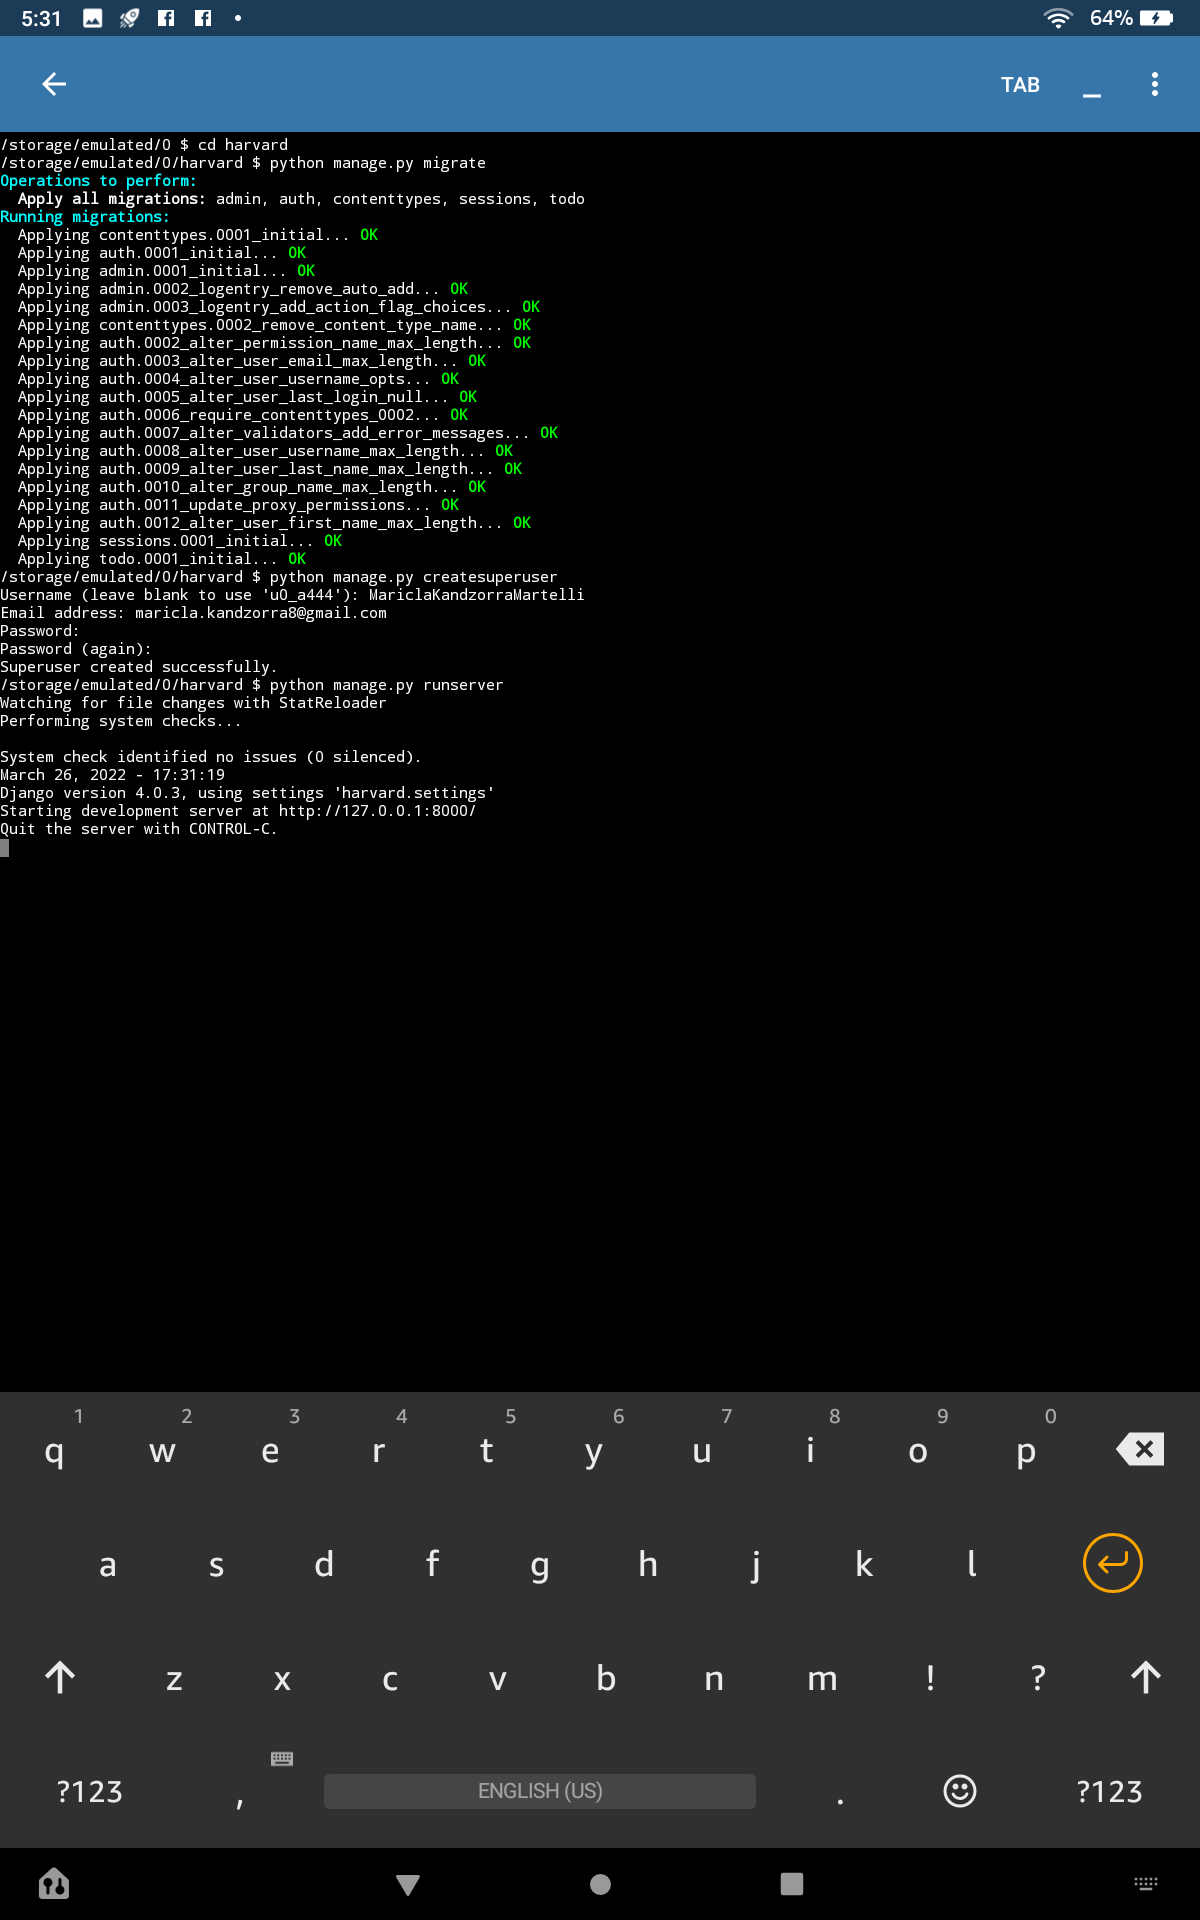 5:31
64%
TAB
/storage/emulated/0 $ cd harvard
/storage/emulated/0/harvard $ python manage.py migrate
Operations to perform:
  Apply all migrations: admin, auth, contenttypes, sessions, todo
Running migrations:
  Applying contenttypes.0001_initial... OK
  Applying auth.0001_initial... OK
  Applying admin.0001_initial... OK
  Applying admin.0002_logentry_remove_auto_add... OK
  Applying admin.0003_logentry_add_action_flag_choices... OK
  Applying contenttypes.0002_remove_content_type_name... OK
  Applying auth.0002_alter_permission_name_max_length... OK
  Applying auth.0003_alter_user_email_max_length... OK
  Applying auth.0004_alter_user_username_opts... OK
  Applying auth.0005_alter_user_last_login_null... OK
  Applying auth.0006_require_contenttypes_0002... OK
  Applying auth.0007_alter_validators_add_error_messages... OK
  Applying auth.0008_alter_user_username_max_length... OK
  Applying auth.0009_alter_user_last_name_max_length... OK
  Applying auth.0010_alter_group_name_max_length... OK
  Applying auth.0011_update_proxy_permissions... OK
  Applying auth.0012_alter_user_first_name_max_length... OK
  Applying sessions.0001_initial... OK
  Applying todo.0001_initial... OK
/storage/emulated/0/harvard $ python manage.py createsuperuser
Username (leave blank to use 'u0_a444'): MariclaKandzorraMartelli
Email address: maricla.kandzorra8@gmail.com
Password:
Password (again):
Superuser created successfully.
/storage/emulated/0/harvard $ python manage.py runserver
Watching for file changes with StatReloader
Performing system checks...
System check identified no issues (0 silenced).
March 26, 2022 - 17:31:19
Django version 4.0.3, using settings 'harvard.settings'
Starting development server at http://127.0.0.1:8000/
Quit the server with CONTROL-C.
1 2 3 4 5 6 7 8 9 0
q w e r t y u i o p
a s d f g h j k l
z x c v b n m ! ?
?123 , ENGLISH (US) . ?123